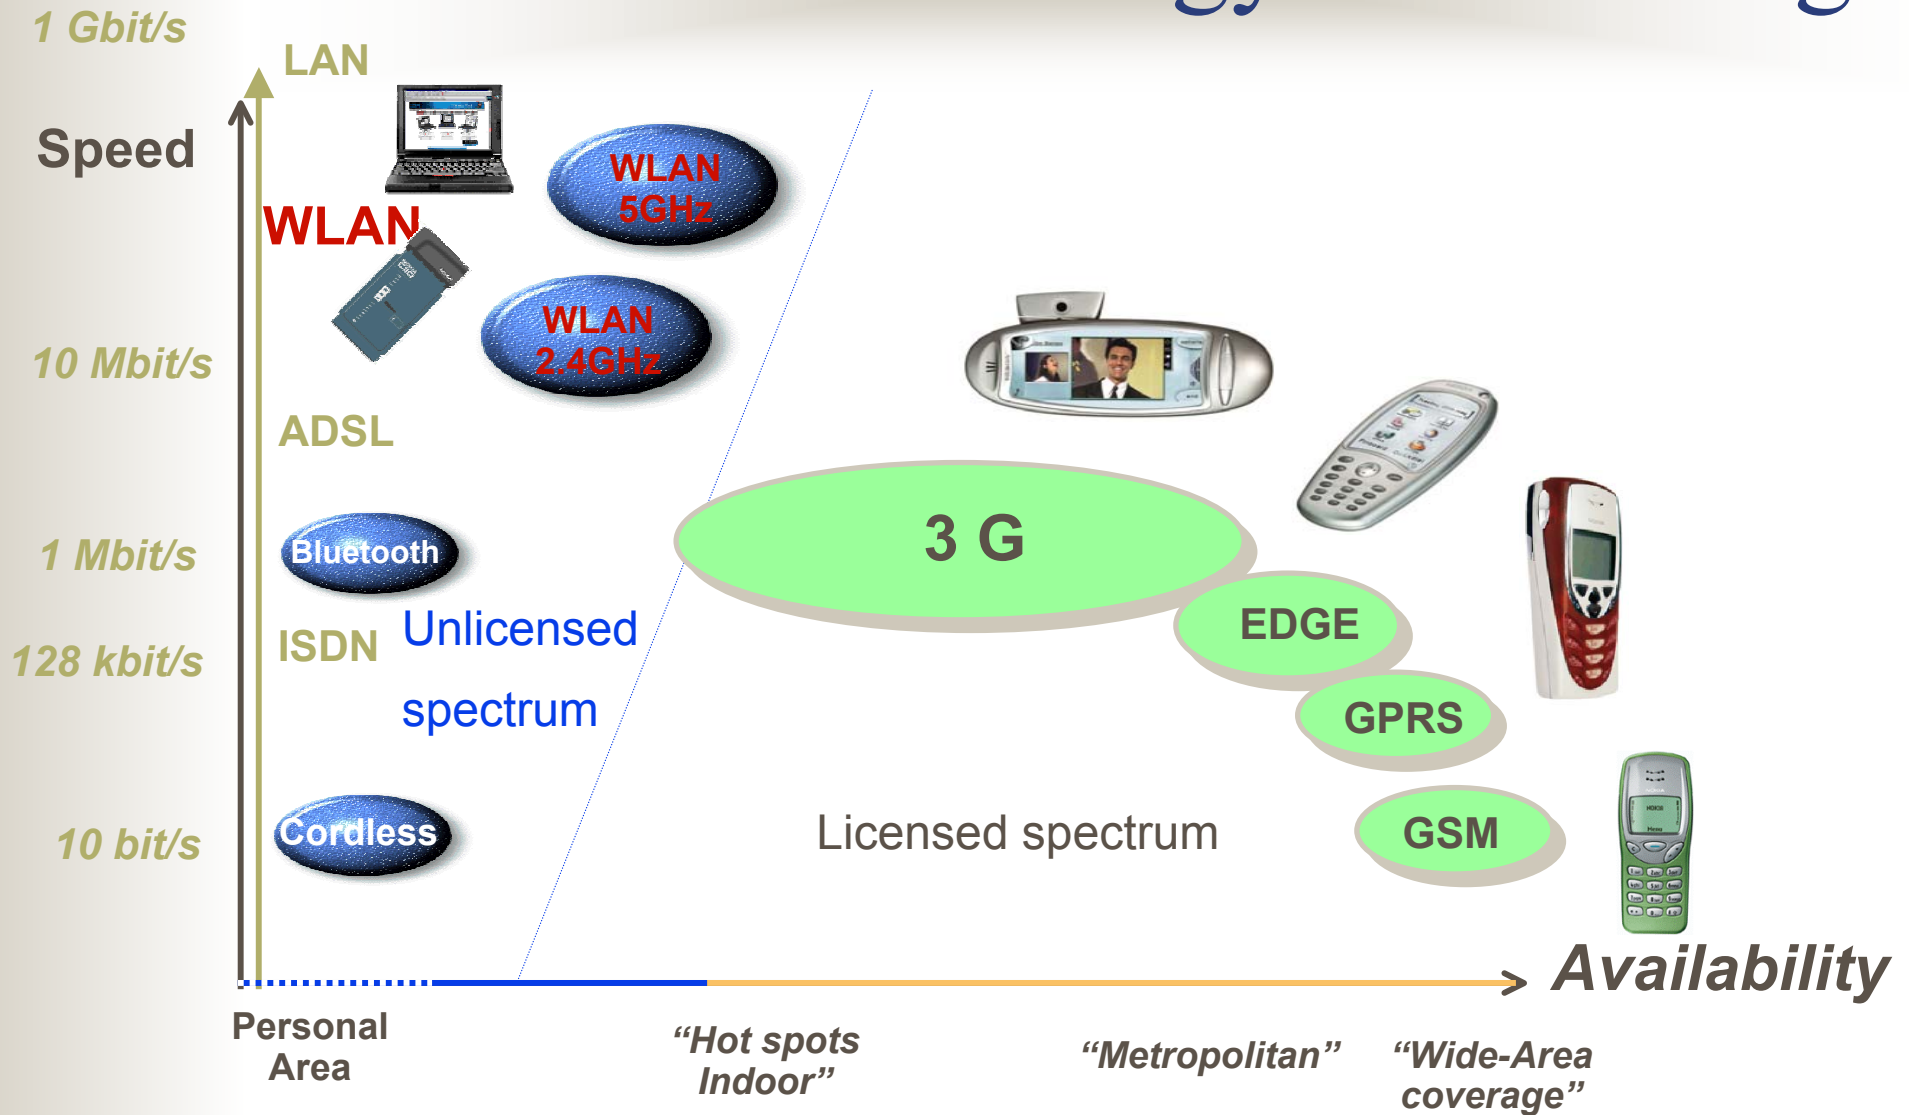 1 Gbit/s
LAN
Speed
WLAN
5GHz
WLAN
WLAN
2.4GHz
10 Mbit/s
ADSL
3 G
1 Mbit/s
Bluetooth
EDGE
Unlicensed
spectrum
128 kbit/s
ISDN
GPRS
10 bit/s
Cordless
Licensed spectrum
GSM
Availability
Personal
Area
“Hot spots
Indoor”
“Metropolitan”
“Wide-Area
coverage”